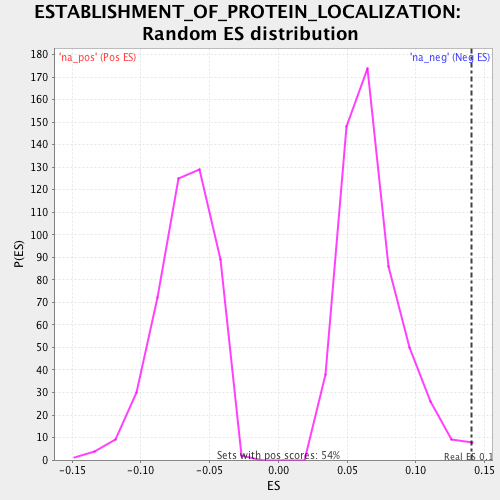 ESTABLISHMENT_OF_PROTEIN_LOCALIZATION:
Random ES distribution
'na_pos' (Pos ES)
'na_neg' (Neg ES)
180
170
160
150
140
130
120
110
100
90
80
70
60
50
40
30
20
10
0
P(ES)
Sets with pos scores: 54%
Real ES 0.1
-0.15 -0.10 -0.05 0.00 0.05 0.10 0.15
ES